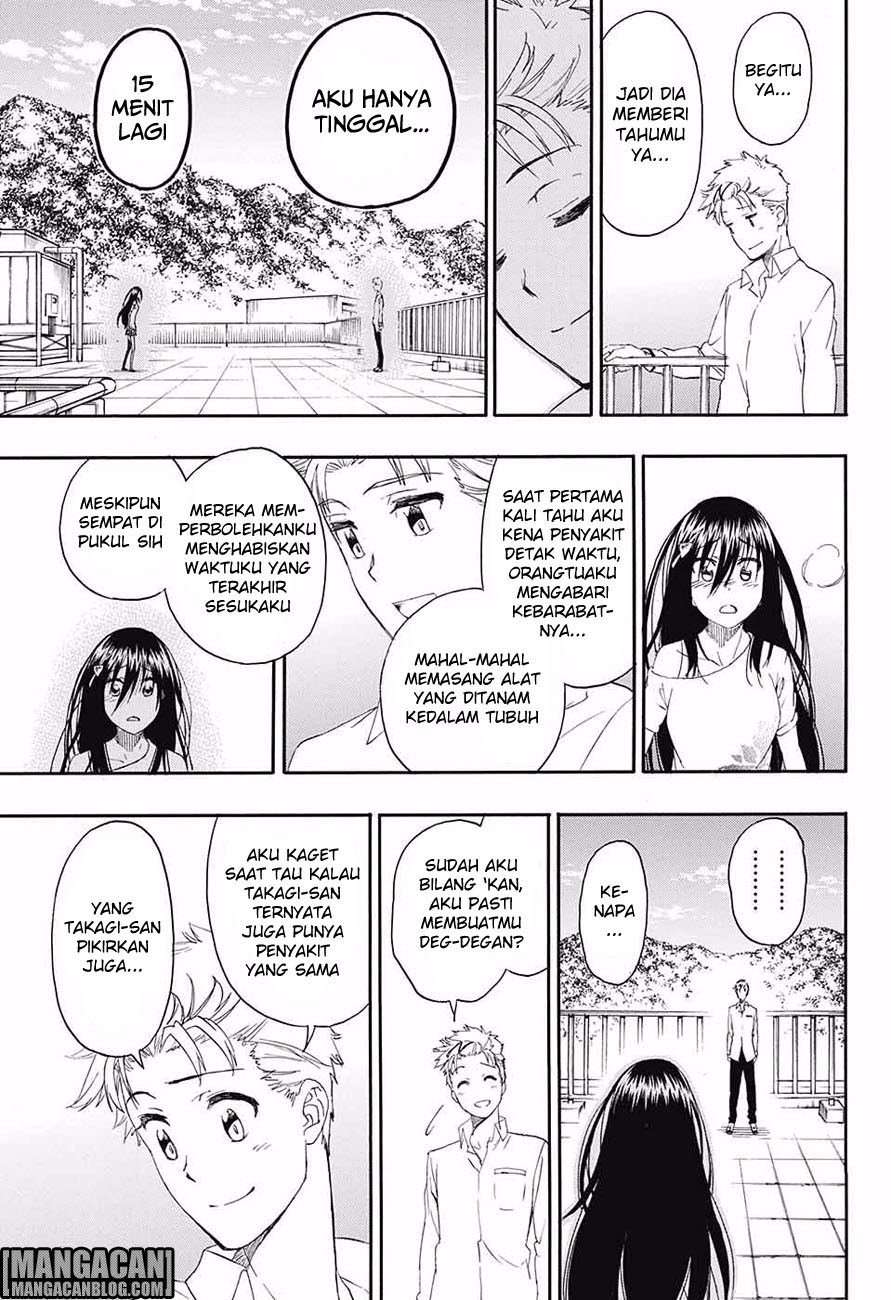 BEGITU
YA...
JADI DIA
MEMBERI
TAHUMU
YA...
AKU HANYA
TINGGAL...
15
MENIT
LAGI
SAAT PERTAMA
KALI TAHU AKU
KENA PENYAKIT
DETAK WAKTU,
ORANGTUAKU
MENGABARI
KEBARABAT-
NYA...
MAHAL-MAHAL
MEMASANG ALAT
YANG DITANAM
KEDALAM TUBUH
MEREKA MEM-
PERBOLEHKANKU
MENGHABISKAN
WAKTUKU YANG
TERAKHIR
SESUKAKU
MESKIPUN
SEMPAT DI
PUKUL SIH
KE-
NAPA
...
SUDAH AKU
BILANG 'KAN,
AKU PASTI
MEMBUATMU
DEG-DEGAN?
AKU KAGET
SAAT TAU KALAU
TAKAGI-SAN
TERNYATA
JUGA PUNYA
PENYAKIT
YANG SAMA
YANG
TAKAGI-SAN
PIKIRKAN
JUGA...
[MANGACAN]
MANGACANBLOG.COM